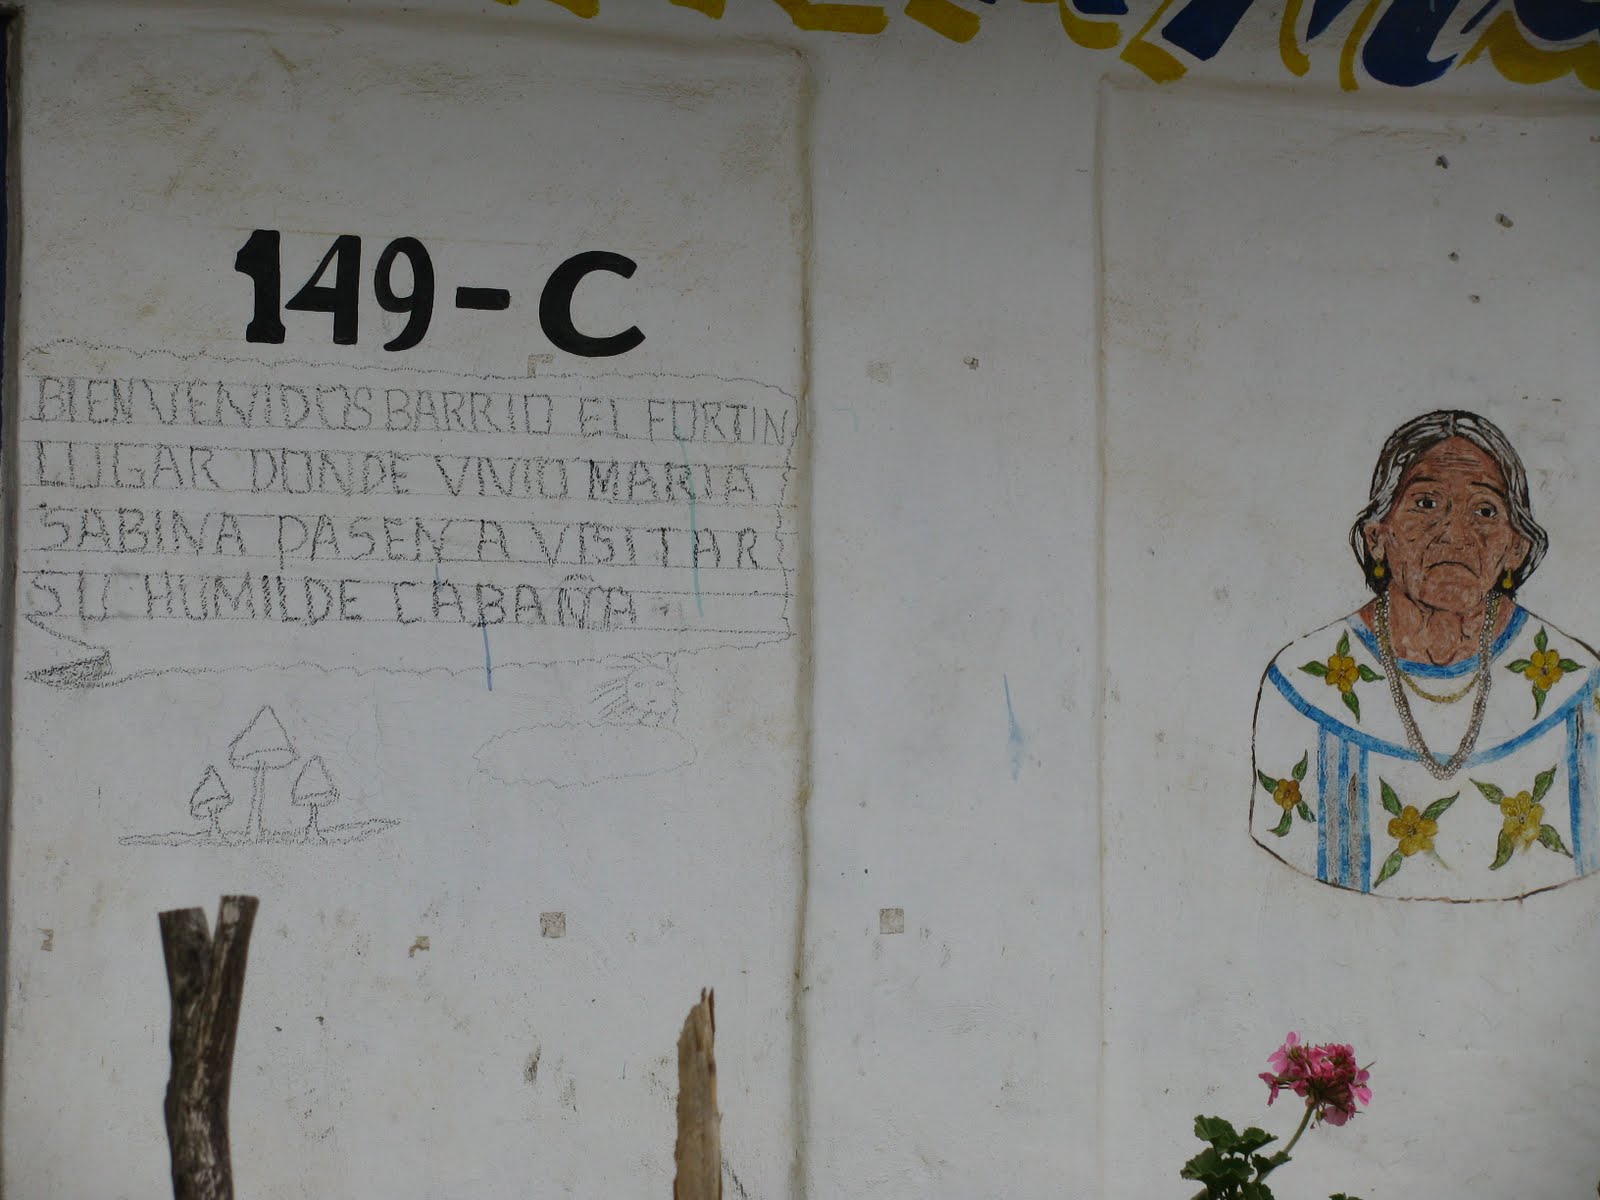 149-C
BIENVENIDOS BARRIO EL FORTIN
LUGAR DONDE VIVIO MARIA
SABINA PASEN A VISITAR
SU HUMILDE CABAÑA.